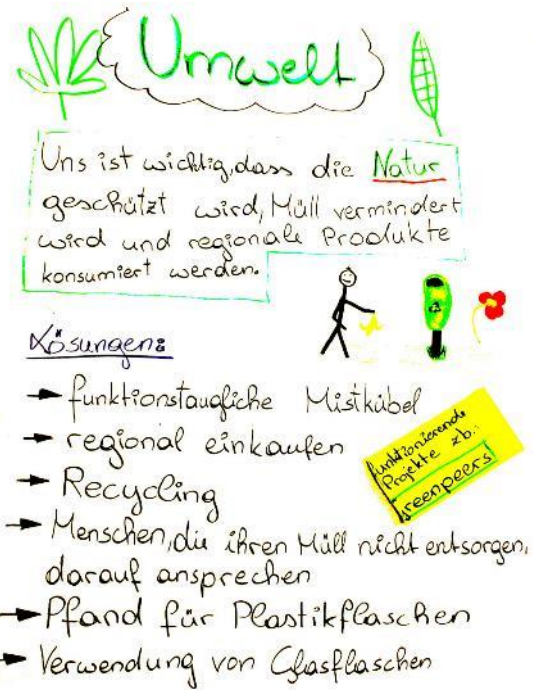 Umwelt
Uns ist wichtig, dass die Natur
geschützt wird, Müll vermindert
wird und regionale Produkte
konsumiert werden.
Lösungen:
→ funktionstaugliche Mistkübel
→ regional einkaufen
funktionierende
Projekte zb.:
greenpeers
→ Recycling
→ Menschen, die ihren Müll nicht entsorgen,
darauf ansprechen
→ Pfand für Plastikflaschen
→ Verwendung von Glasflaschen